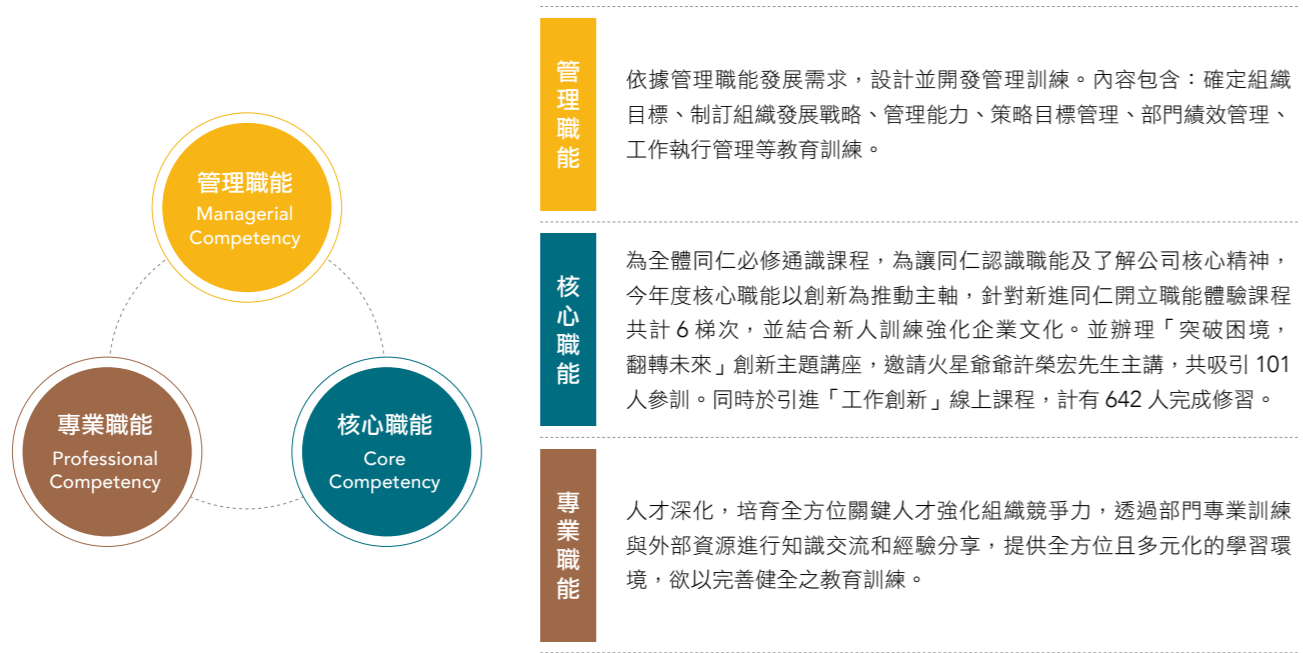 管理職能
Managerial
Competency
專業職能
Professional
Competency
核心職能
Core
Competency
管理職能
依據管理職能發展需求，設計並開發管理訓練。內容包含：確定組織
目標、制訂組織發展戰略、管理能力、策略目標管理、部門績效管理、
工作執行管理等教育訓練。
核心職能
為全體同仁必修通識課程，為讓同仁認識職能及了解公司核心精神，
今年度核心職能以創新為推動主軸，針對新進同仁開立職能體驗課程
共計 6 梯次，並結合新人訓練強化企業文化。並辦理「突破困境，
翻轉未來」創新主題講座，邀請火星爺爺許榮宏先生主講，共吸引 101
人參訓。同時於引進「工作創新」線上課程，計有 642 人完成修習。
專業職能
人才深化，培育全方位關鍵人才強化組織競爭力，透過部門專業訓練
與外部資源進行知識交流和經驗分享，提供全方位且多元化的學習環
境，欲以完善健全之教育訓練。